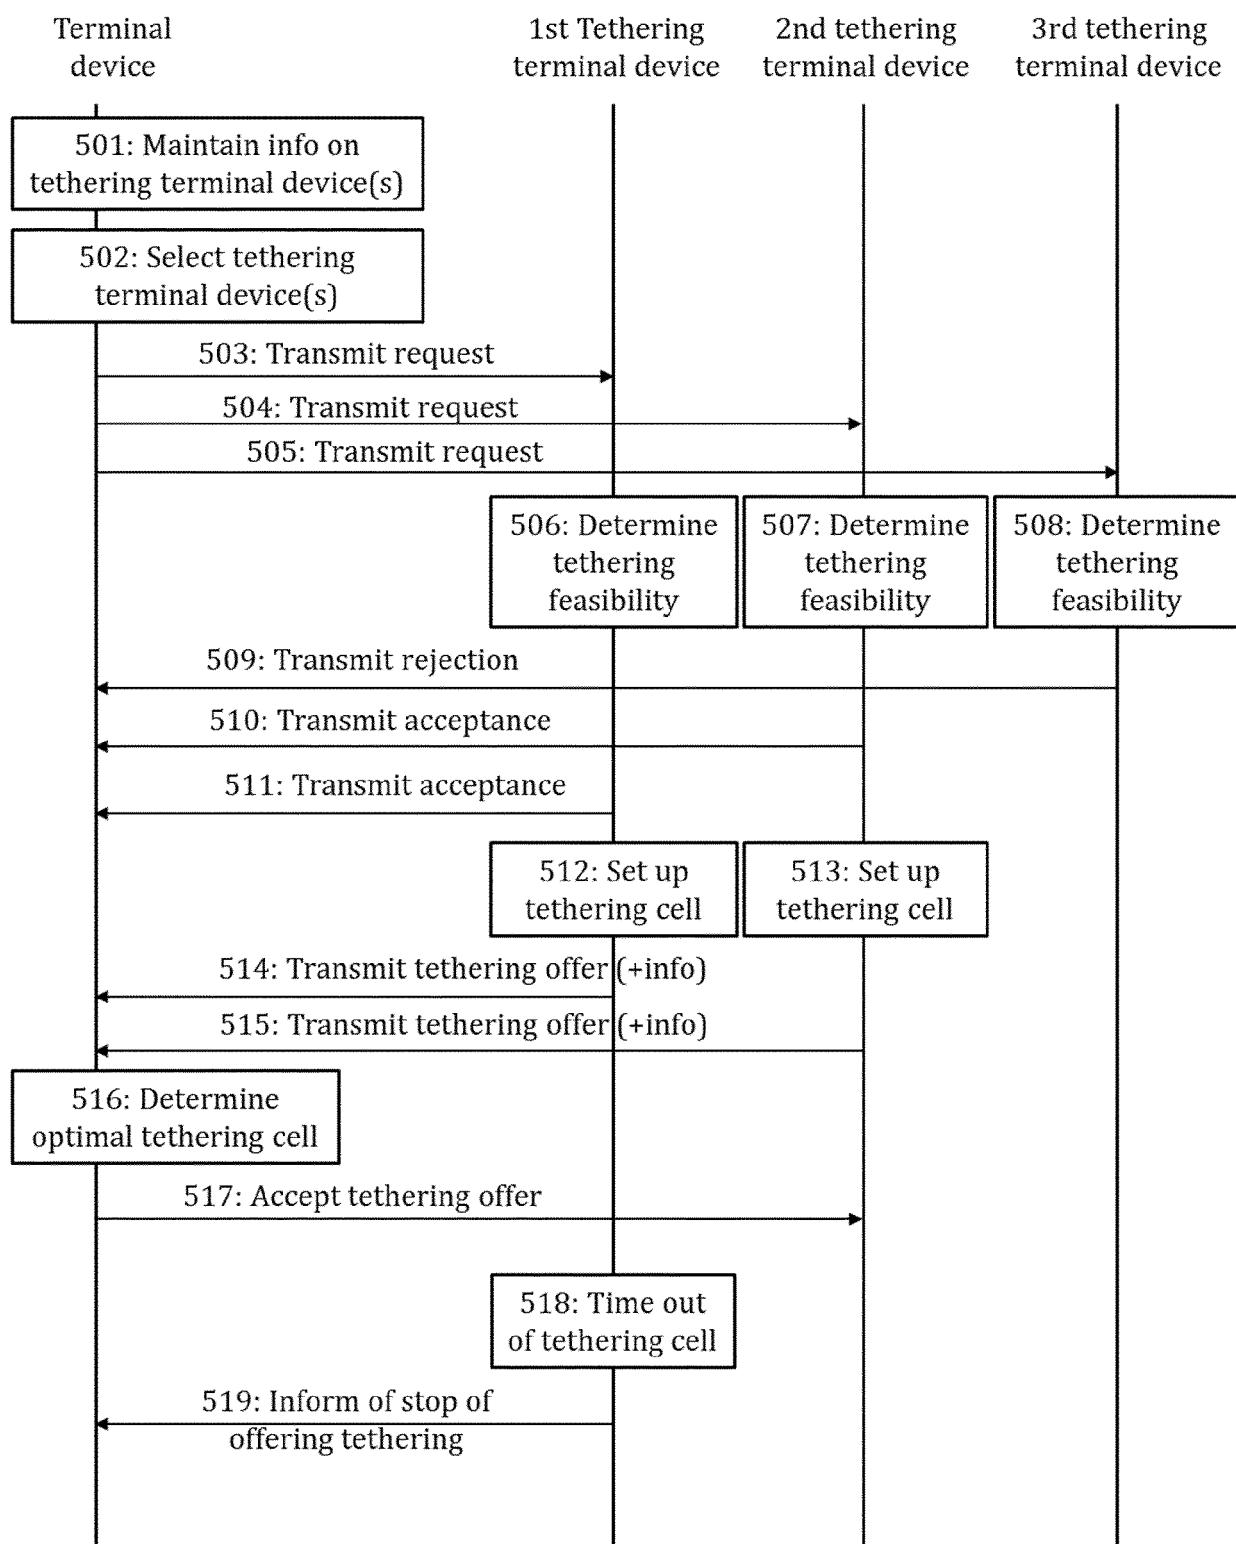 Terminal
device
1st Tethering
terminal device
2nd tethering
terminal device
3rd tethering
terminal device
501: Maintain info on
tethering terminal device(s)
502: Select tethering
terminal device(s)
503: Transmit request
504: Transmit request
505: Transmit request
506: Determine
tethering
feasibility
507: Determine
tethering
feasibility
508: Determine
tethering
feasibility
509: Transmit rejection
510: Transmit acceptance
511: Transmit acceptance
512: Set up
tethering cell
513: Set up
tethering cell
514: Transmit tethering offer (+info)
515: Transmit tethering offer (+info)
516: Determine
optimal tethering cell
517: Accept tethering offer
518: Time out
of tethering cell
519: Inform of stop of
offering tethering